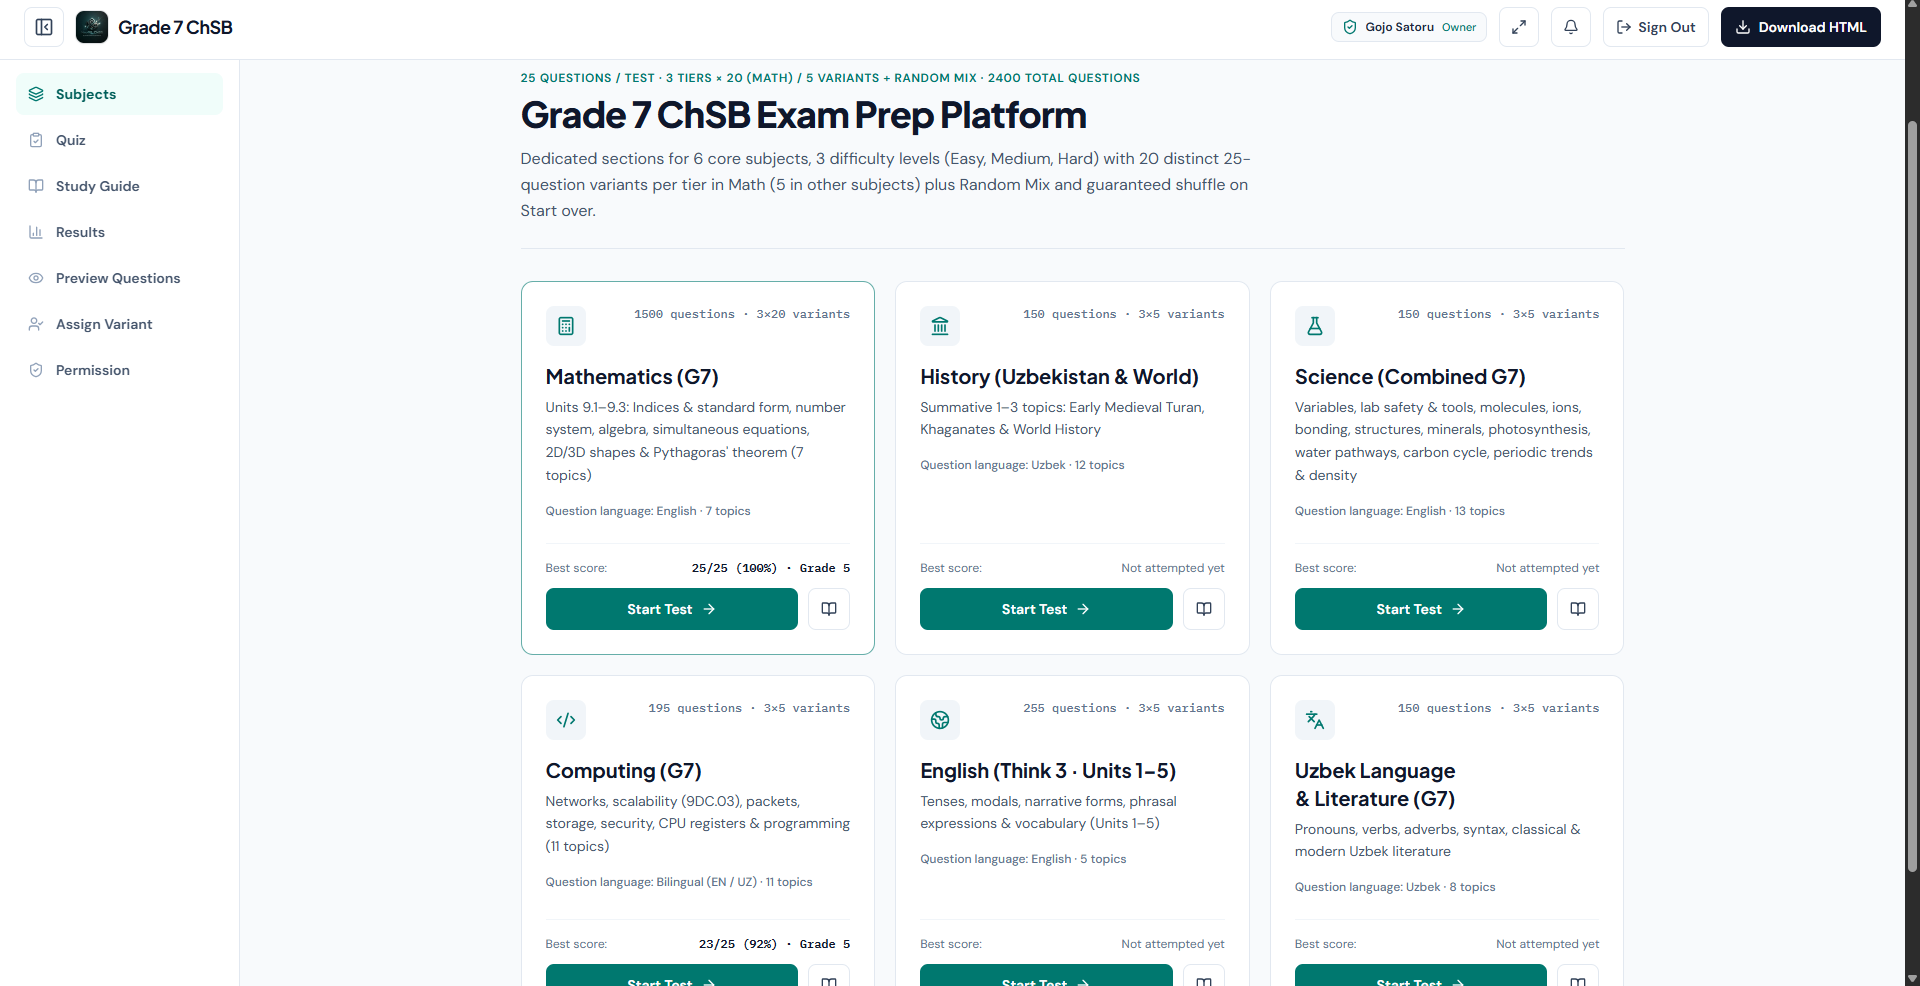 Grade 7 ChSB
Gojo Satoru Owner
Sign Out
Download HTML
Subjects
Quiz
Study Guide
Results
Preview Questions
Assign Variant
Permission
25 QUESTIONS / TEST · 3 TIERS × 20 (MATH) / 5 VARIANTS + RANDOM MIX · 2400 TOTAL QUESTIONS
Grade 7 ChSB Exam Prep Platform
Dedicated sections for 6 core subjects, 3 difficulty levels (Easy, Medium, Hard) with 20 distinct 25-
question variants per tier in Math (5 in other subjects) plus Random Mix and guaranteed shuffle on
Start over.
1500 questions · 3×20 variants
Mathematics (G7)
Units 9.1–9.3: Indices & standard form, number
system, algebra, simultaneous equations,
2D/3D shapes & Pythagoras' theorem (7
topics)
Question language: English · 7 topics
Best score: 25/25 (100%) · Grade 5
Start Test →
150 questions · 3×5 variants
History (Uzbekistan & World)
Summative 1–3 topics: Early Medieval Turan,
Khaganates & World History
Question language: Uzbek · 12 topics
Best score: Not attempted yet
Start Test →
150 questions · 3×5 variants
Science (Combined G7)
Variables, lab safety & tools, molecules, ions,
bonding, structures, minerals, photosynthesis,
water pathways, carbon cycle, periodic trends
& density
Question language: English · 13 topics
Best score: Not attempted yet
Start Test →
195 questions · 3×5 variants
Computing (G7)
Networks, scalability (9DC.03), packets,
storage, security, CPU registers & programming
(11 topics)
Question language: Bilingual (EN / UZ) · 11 topics
Best score: 23/25 (92%) · Grade 5
Start Test →
255 questions · 3×5 variants
English (Think 3 · Units 1–5)
Tenses, modals, narrative forms, phrasal
expressions & vocabulary (Units 1–5)
Question language: English · 5 topics
Best score: Not attempted yet
Start Test →
150 questions · 3×5 variants
Uzbek Language
& Literature (G7)
Pronouns, verbs, adverbs, syntax, classical &
modern Uzbek literature
Question language: Uzbek · 8 topics
Best score: Not attempted yet
Start Test →